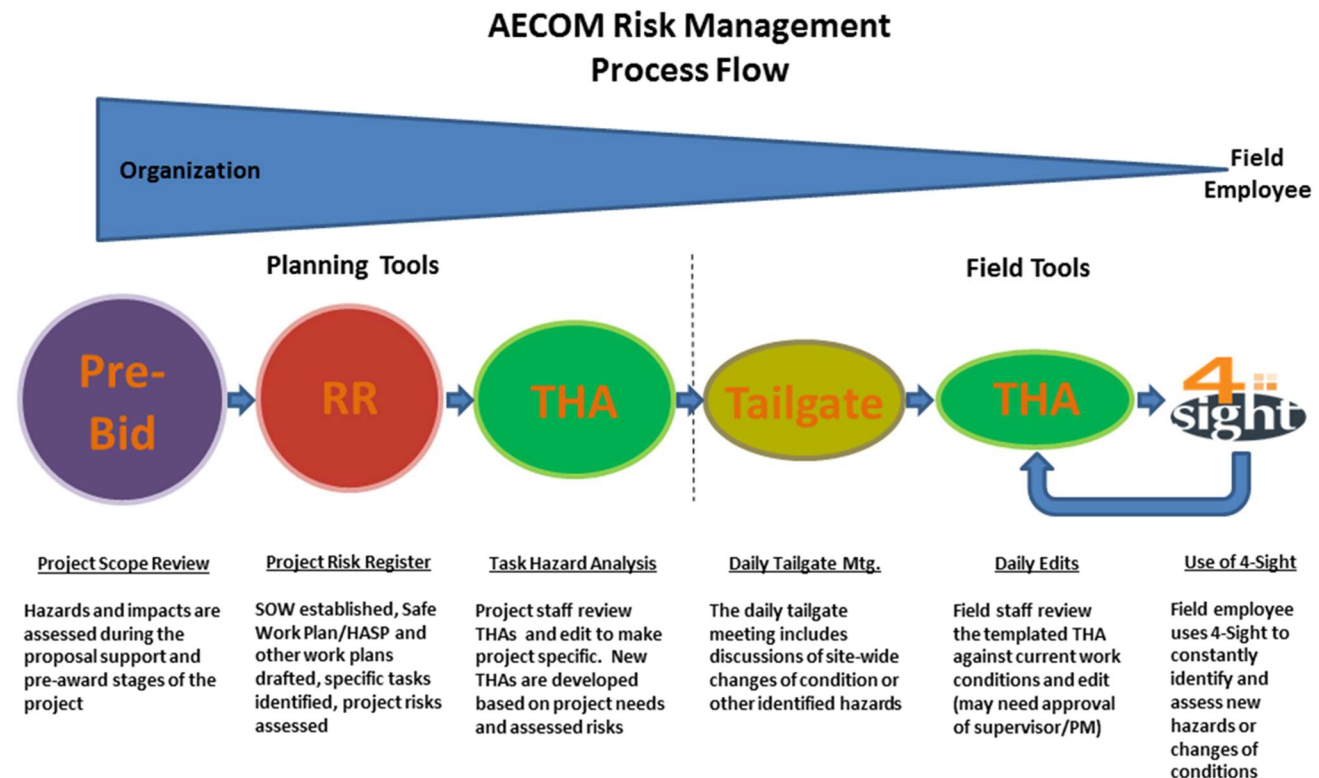 AECOM Risk Management
Process Flow
Organization
Field
Employee
Planning Tools
Field Tools
Pre-
Bid
RR
THA
Tailgate
THA
4
sight
Project Scope Review
Hazards and impacts are
assessed during the
proposal support and
pre-award stages of the
project
Project Risk Register
SOW established, Safe
Work Plan/HASP and
other work plans
drafted, specific tasks
identified, project risks
assessed
Task Hazard Analysis
Project staff review
THAs and edit to make
project specific. New
THAs are developed
based on project needs
and assessed risks
Daily Tailgate Mtg.
The daily tailgate
meeting includes
discussions of site-wide
changes of condition or
other identified hazards
Daily Edits
Field staff review
the templated THA
against current work
conditions and edit
(may need approval
of supervisor/PM)
Use of 4-Sight
Field employee
uses 4-Sight to
constantly
identify and
assess new
hazards or
changes of
conditions